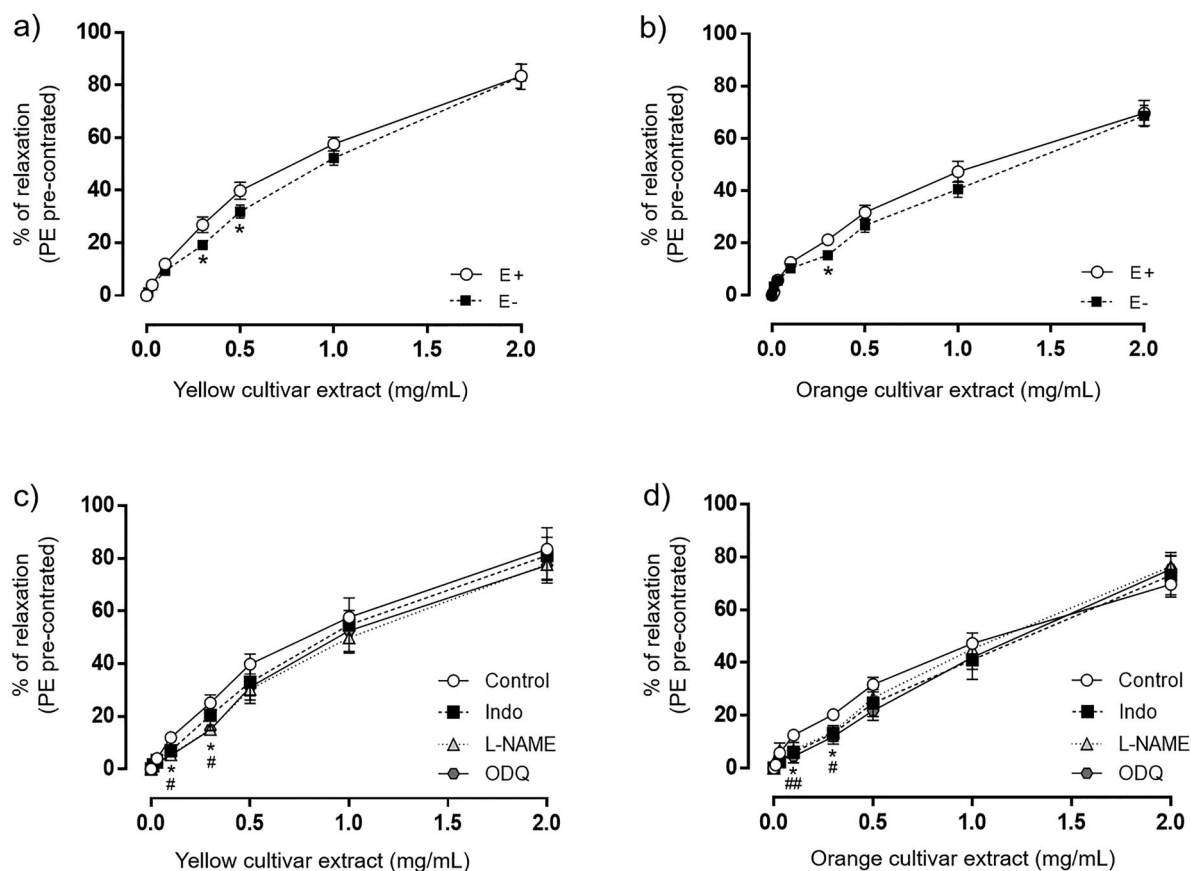 a)
% of relaxation
(PE pre-contrated)
100
80
60
40
20
0
*
*
E+
E-
0.0
0.5
1.0
1.5
2.0
Yellow cultivar extract (mg/mL)
b)
% of relaxation
(PE pre-contrated)
100
80
60
40
20
0
*
E+
E-
0.0
0.5
1.0
1.5
2.0
Orange cultivar extract (mg/mL)
c)
% of relaxation
(PE pre-contrated)
100
80
60
40
20
0
*
#
*
#
Control
Indo
L-NAME
ODQ
0.0
0.5
1.0
1.5
2.0
Yellow cultivar extract (mg/mL)
d)
% of relaxation
(PE pre-contrated)
100
80
60
40
20
0
*
##
*
#
Control
Indo
L-NAME
ODQ
0.0
0.5
1.0
1.5
2.0
Orange cultivar extract (mg/mL)